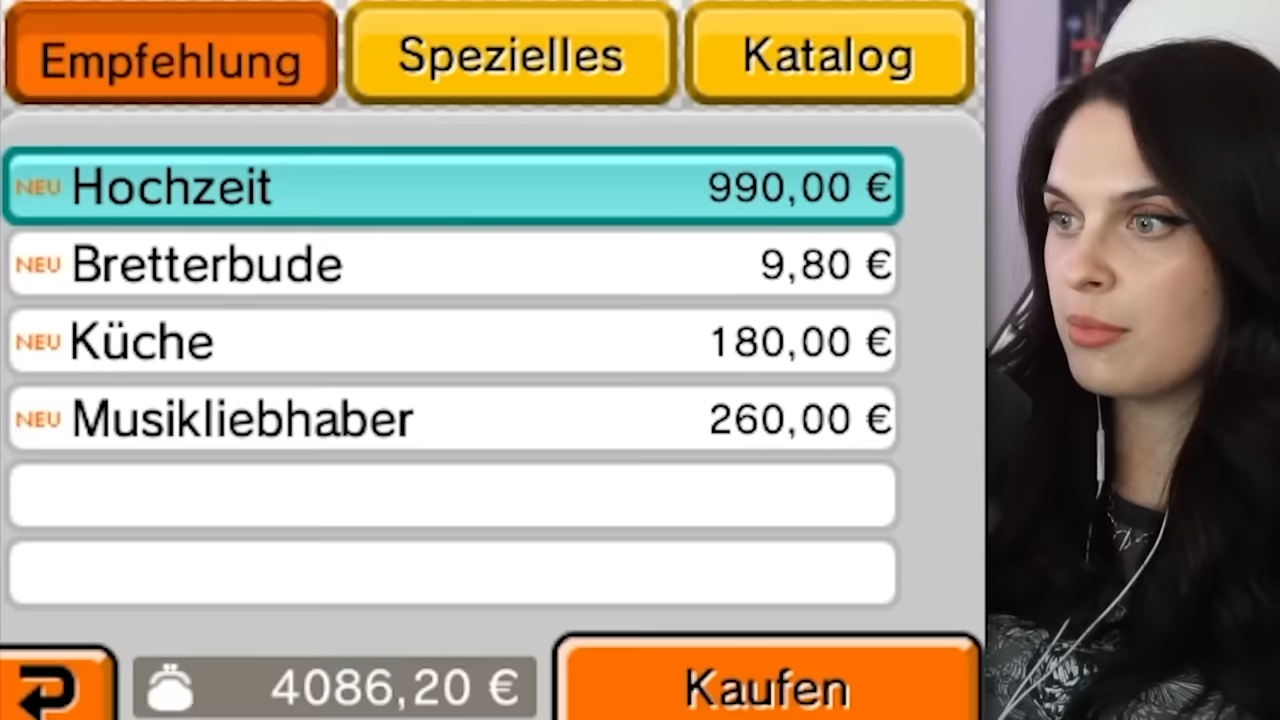 Empfehlung Spezielles Katalog
NEU Hochzeit 990,00 €
NEU Bretterbude 9,80 €
NEU Küche 180,00 €
NEU Musikliebhaber 260,00 €
4086,20 € Kaufen